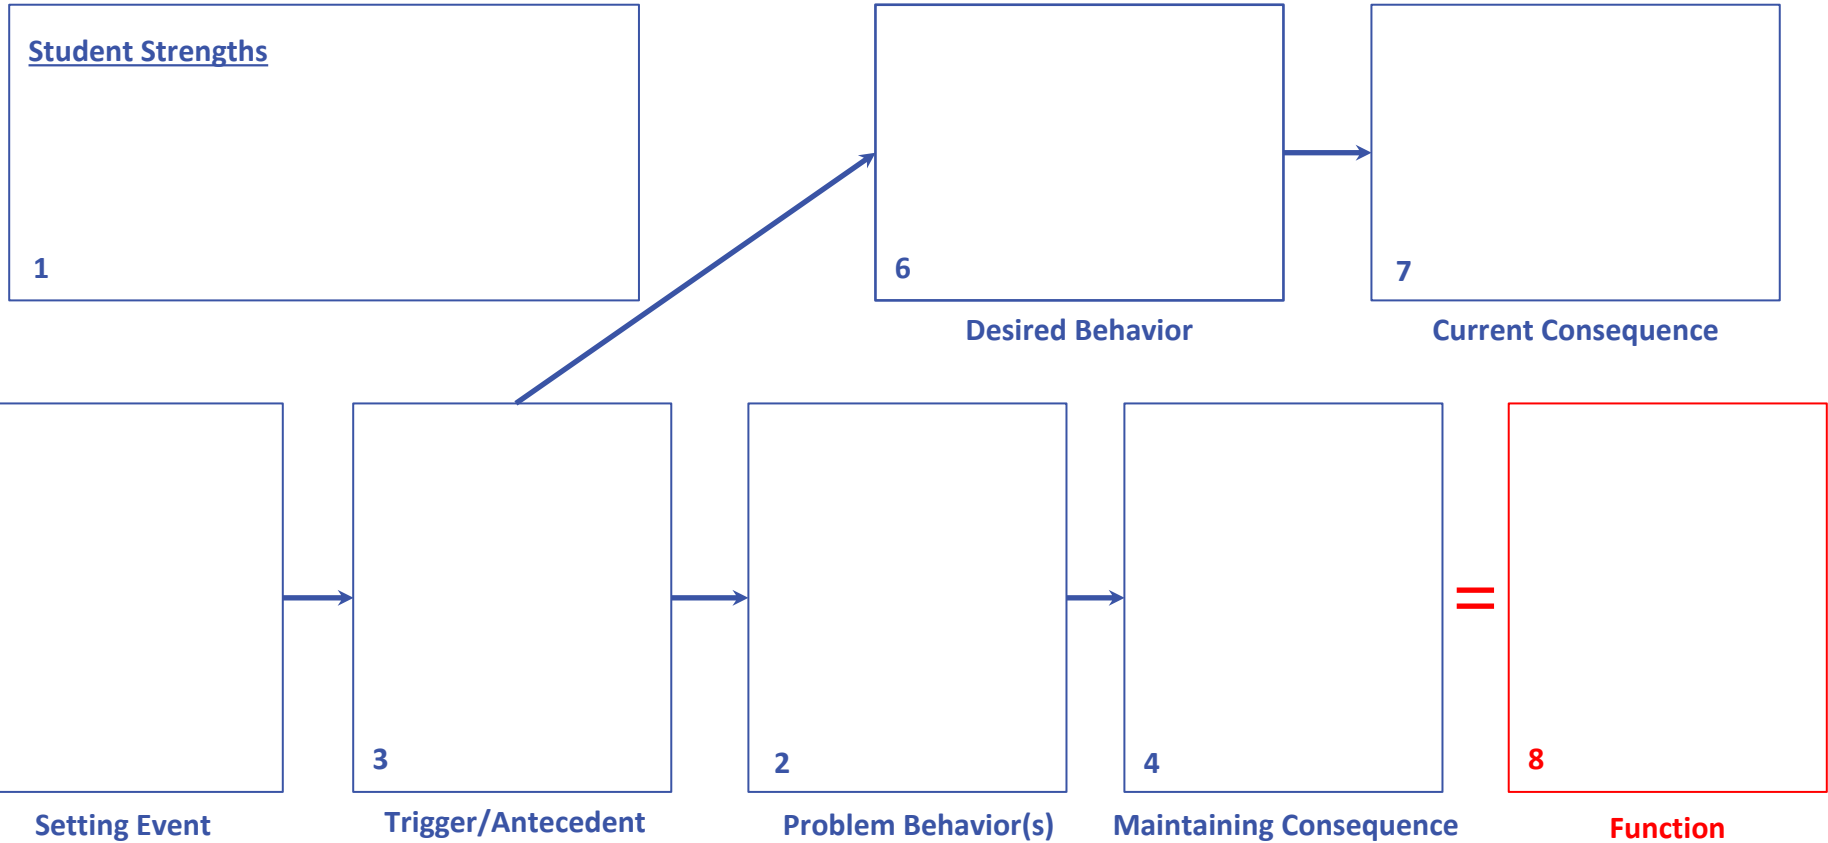 Student Strengths
1
6
7
Desired Behavior
Current Consequence
3
2
4
=
8
Setting Event
Trigger/Antecedent
Problem Behavior(s)
Maintaining Consequence
Function